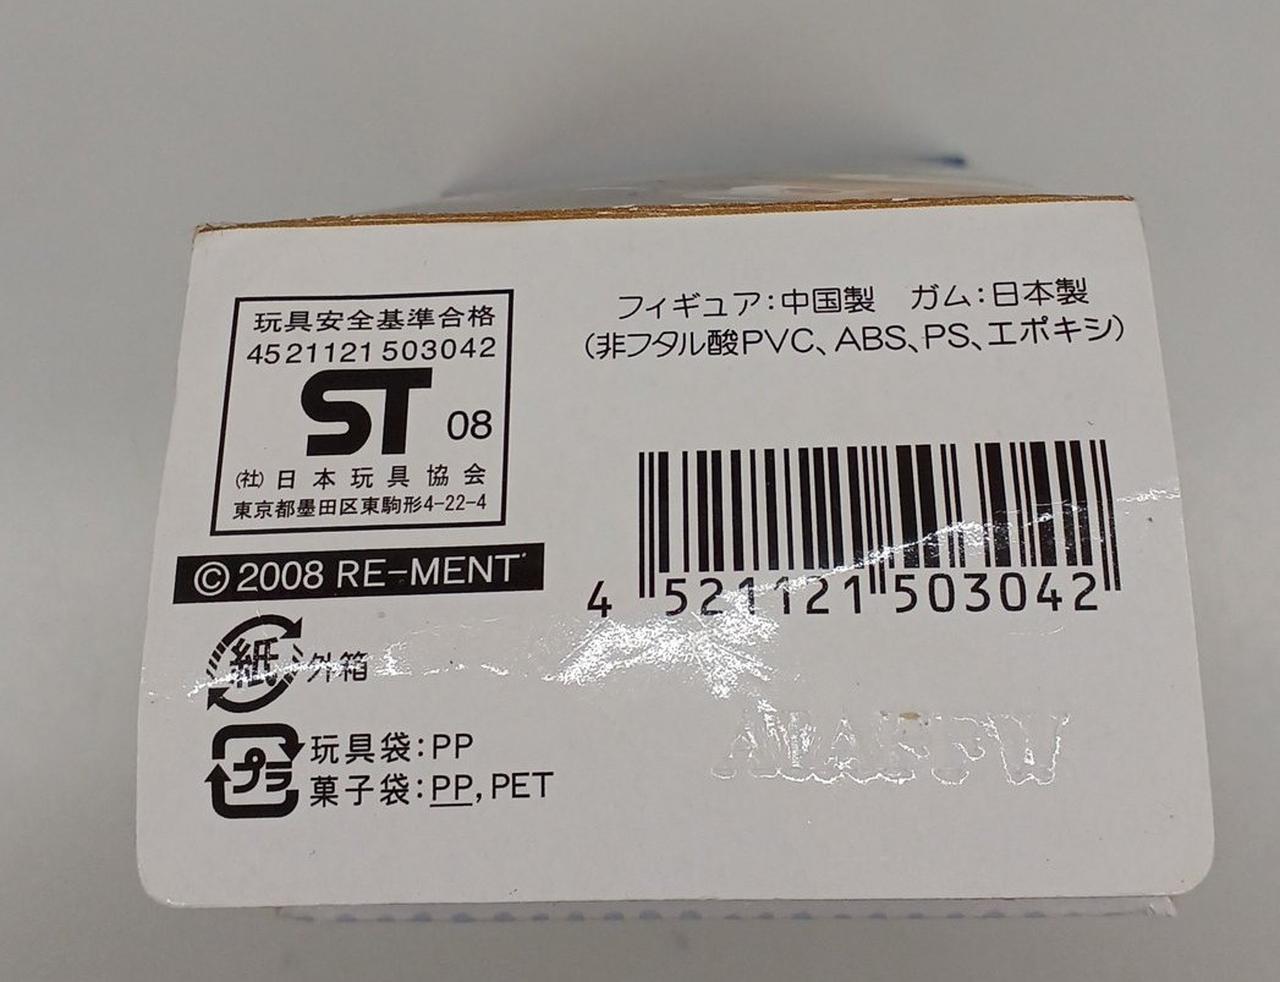 玩具安全基準合格
4521121503042
ST 08
(社)日本玩具協会
東京都墨田区東駒形4-22-4
© 2008 RE-MENT
紙 外箱
プラ 玩具袋:PP
菓子袋:PP,PET
フィギュア:中国製 ガム:日本製
(非フタル酸PVC、ABS、PS、エポキシ)
4 521121 503042